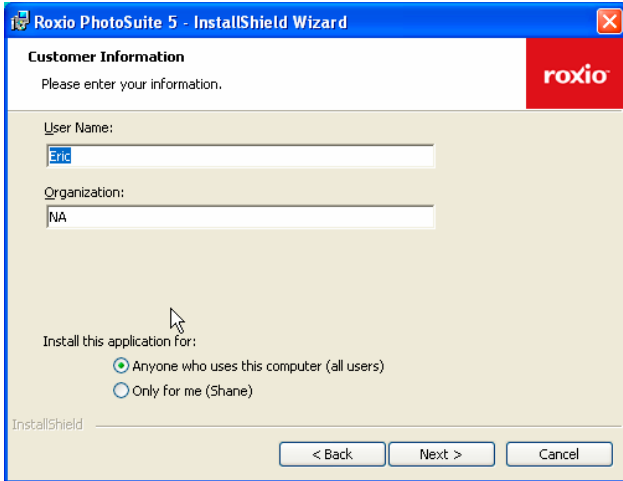 Roxio PhotoSuite 5 - InstallShield Wizard
Customer Information
Please enter your information.
roxio
User Name:
Eric
Organization:
NA
Install this application for:
Anyone who uses this computer (all users)
Only for me (Shane)
InstallShield
< Back Next > Cancel